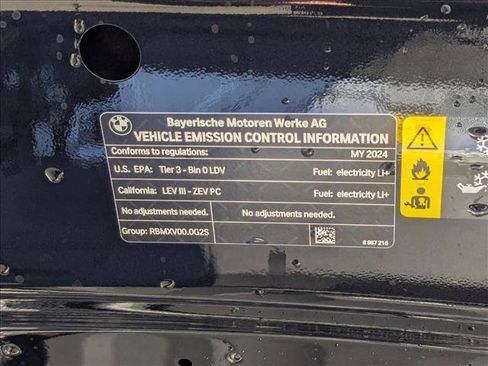 BMW
Bayerische Motoren Werke AG
VEHICLE EMISSION CONTROL INFORMATION
Conforms to regulations: MY 2024
U.S. EPA: Tier 3 - Bin 0 LDV Fuel: electricity LI+
California: LEV III - ZEV PC Fuel: electricity LI+
No adjustments needed. No adjustments needed.
Group: RBMXV00.0G2S 8 867 216